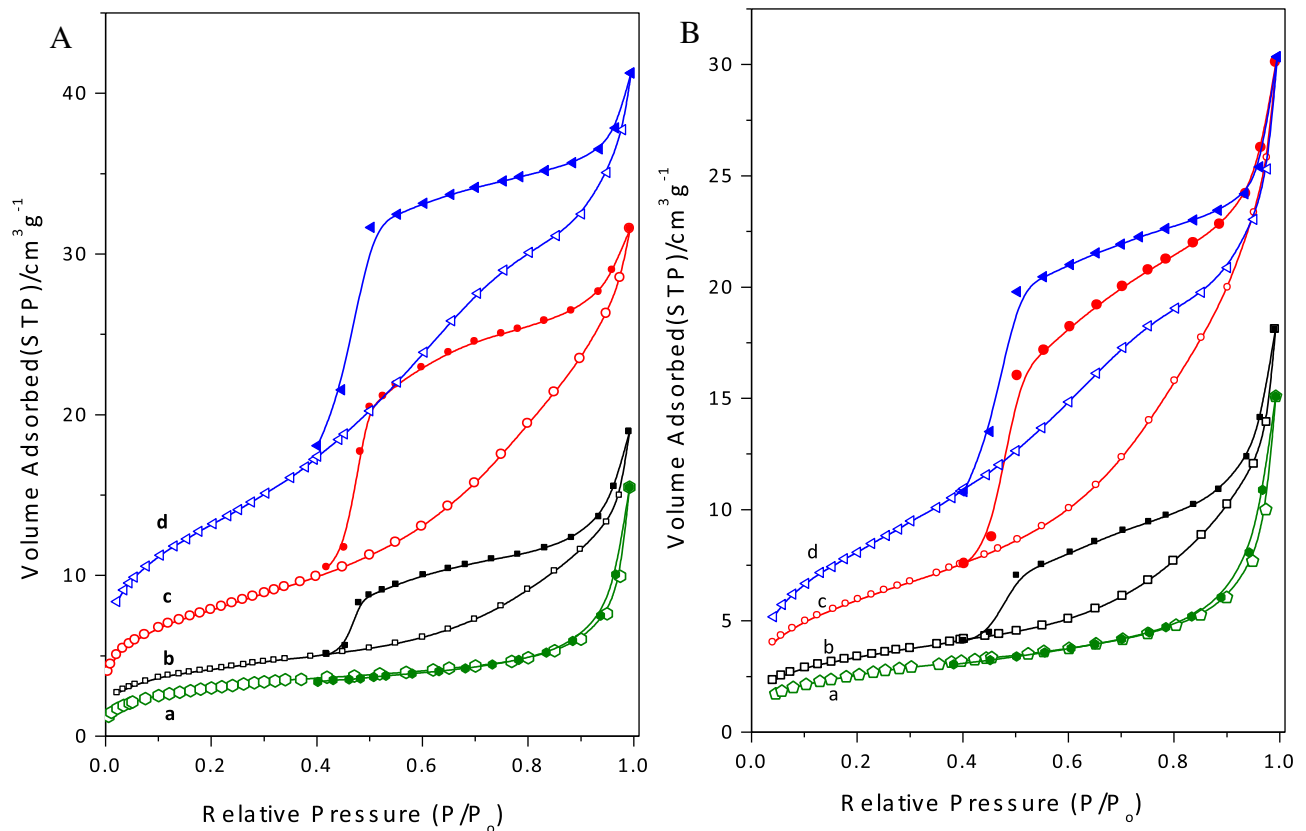 A
Volume Adsorbed(STP)/cm³g⁻¹
40
30
20
10
0
d
c
b
a
0.0 0.2 0.4 0.6 0.8 1.0
Relative Pressure (P/Pₒ)
B
Volume Adsorbed(STP)/cm³g⁻¹
30
25
20
15
10
5
0
d
c
b
a
0.0 0.2 0.4 0.6 0.8 1.0
Relative Pressure (P/Pₒ)